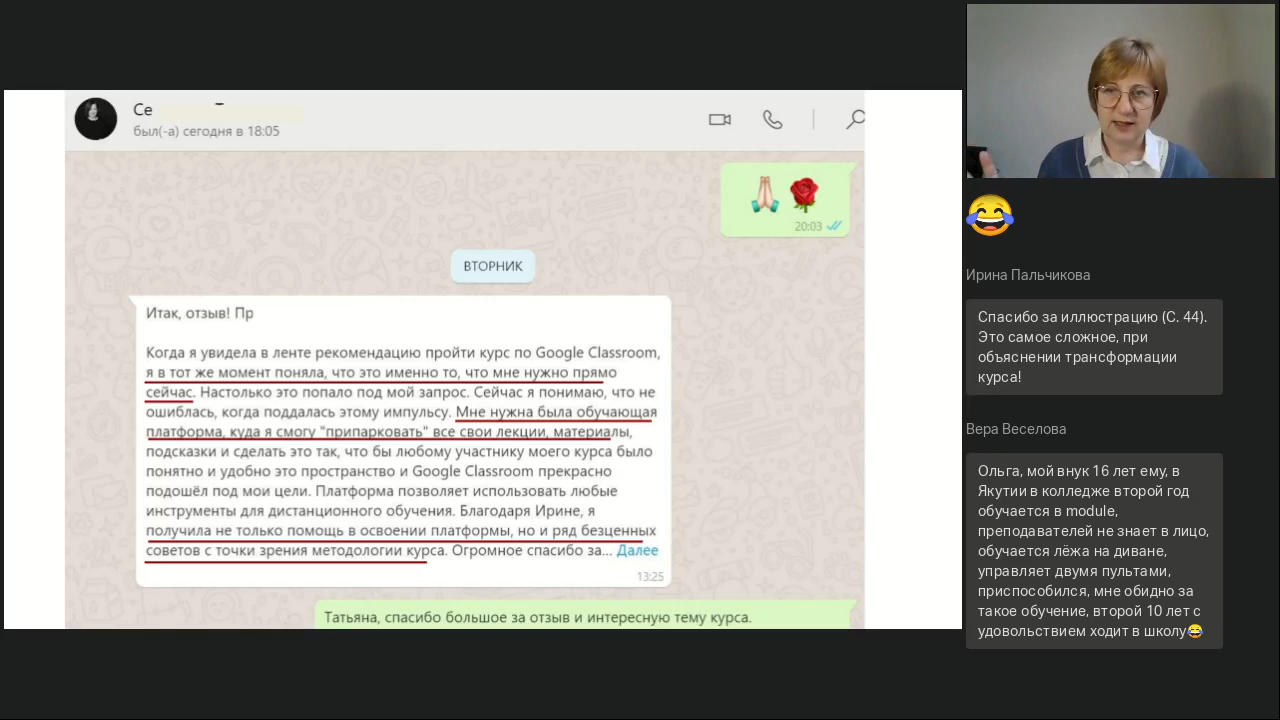 Се
был(-а) сегодня в 18:05
20:03
ВТОРНИК
Итак, отзыв! Пр
Когда я увидела в ленте рекомендацию пройти курс по Google Classroom,
я в тот же момент поняла, что это именно то, что мне нужно прямо
сейчас. Настолько это попало под мой запрос. Сейчас я понимаю, что не
ошиблась, когда поддалась этому импульсу. Мне нужна была обучающая
платформа, куда я смогу "припарковать" все свои лекции, материалы,
подсказки и сделать это так, что бы любому участнику моего курса было
понятно и удобно это пространство и Google Classroom прекрасно
подошёл под мои цели. Платформа позволяет использовать любые
инструменты для дистанционного обучения. Благодаря Ирине, я
получила не только помощь в освоении платформы, но и ряд безценных
советов с точки зрения методологии курса. Огромное спасибо за... Далее
13:25
Татьяна, спасибо большое за отзыв и интересную тему курса.
Ирина Пальчикова
Спасибо за иллюстрацию (С. 44).
Это самое сложное, при
объяснении трансформации
курса!
Вера Веселова
Ольга, мой внук 16 лет ему, в
Якутии в колледже второй год
обучается в module,
преподавателей не знает в лицо,
обучается лёжа на диване,
управляет двумя пультами,
приспособился, мне обидно за
такое обучение, второй 10 лет с
удовольствием ходит в школу😂